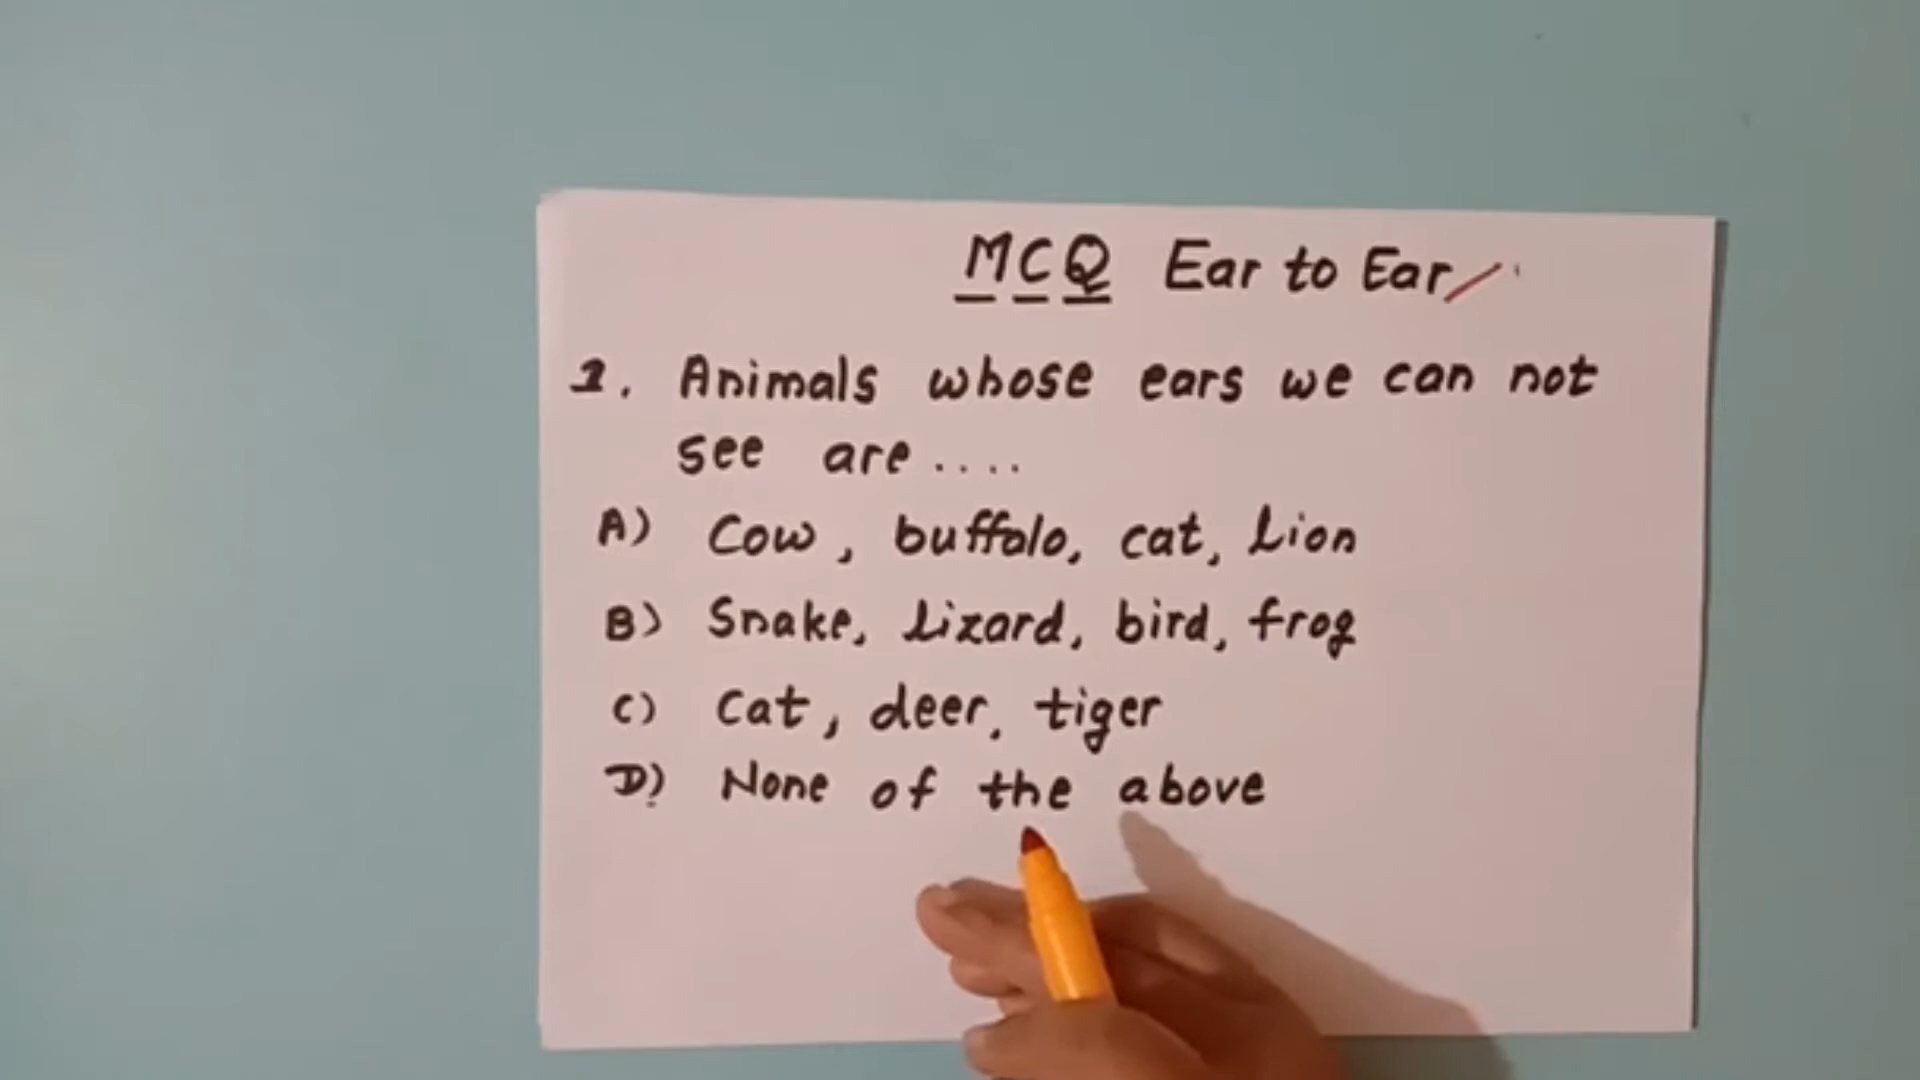 MCQ Ear to Ear
1. Animals whose ears we can not
see are ....
A) Cow, buffalo, cat, Lion
B) Snake, Lizard, bird, frog
C) Cat, deer, tiger
D) None of the above